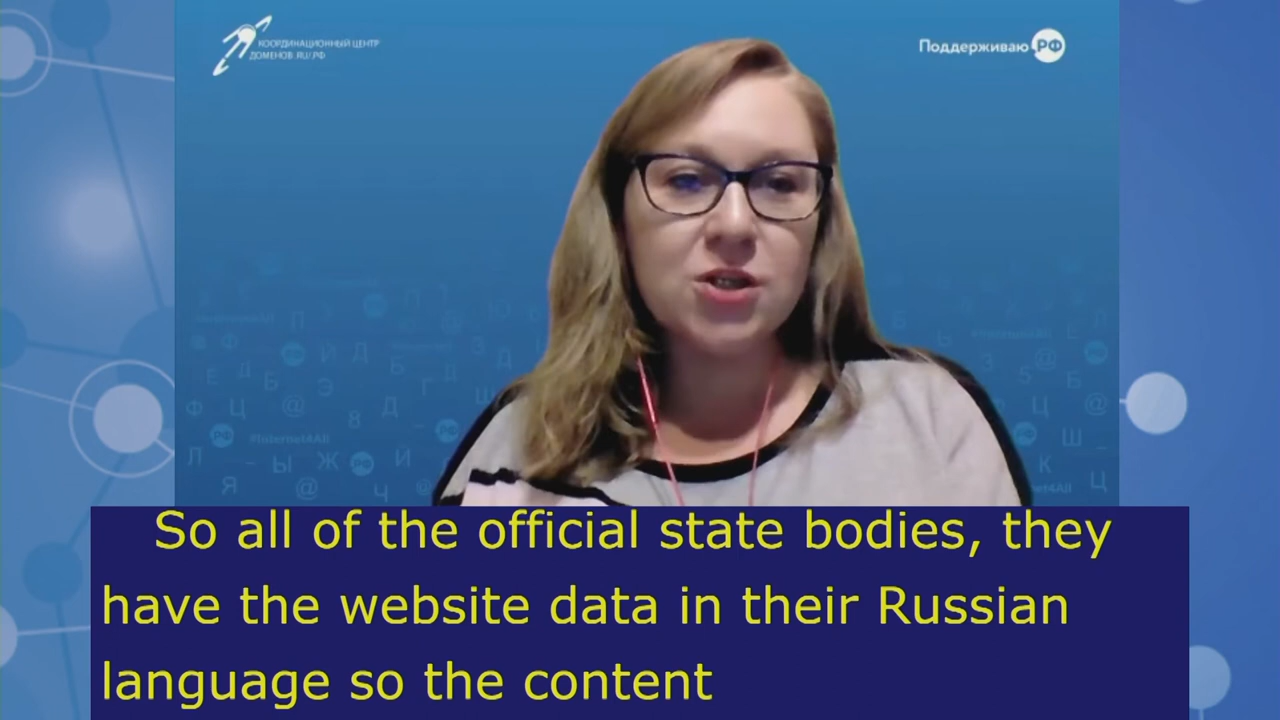 КООРДИНАЦИОННЫЙ ЦЕНТР
ДОМЕНОВ .RU/.РФ
Поддерживаю РФ
#Internet4All
So all of the official state bodies, they
have the website data in their Russian
language so the content